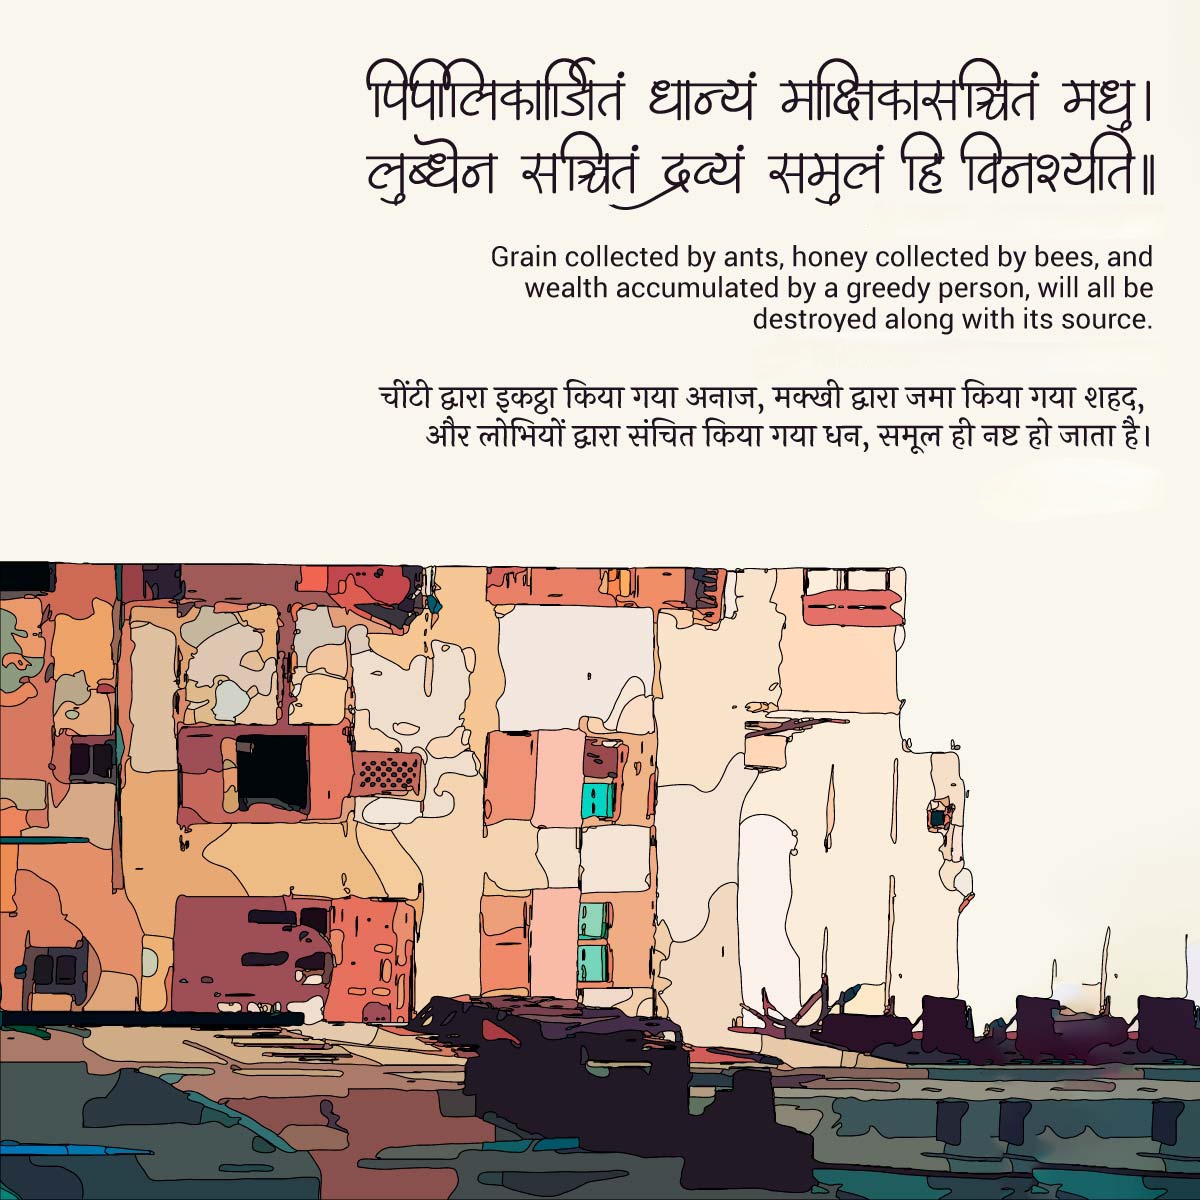 पिपीलिकार्जितं धान्यं मक्षिकासञ्चितं मधु।
लुब्धेन सञ्चितं द्रव्यं समुलं हि विनश्यति॥
Grain collected by ants, honey collected by bees, and
wealth accumulated by a greedy person, will all be
destroyed along with its source.
चींटी द्वारा इकट्ठा किया गया अनाज, मक्खी द्वारा जमा किया गया शहद,
और लोभियों द्वारा संचित किया गया धन, समूल ही नष्ट हो जाता है।